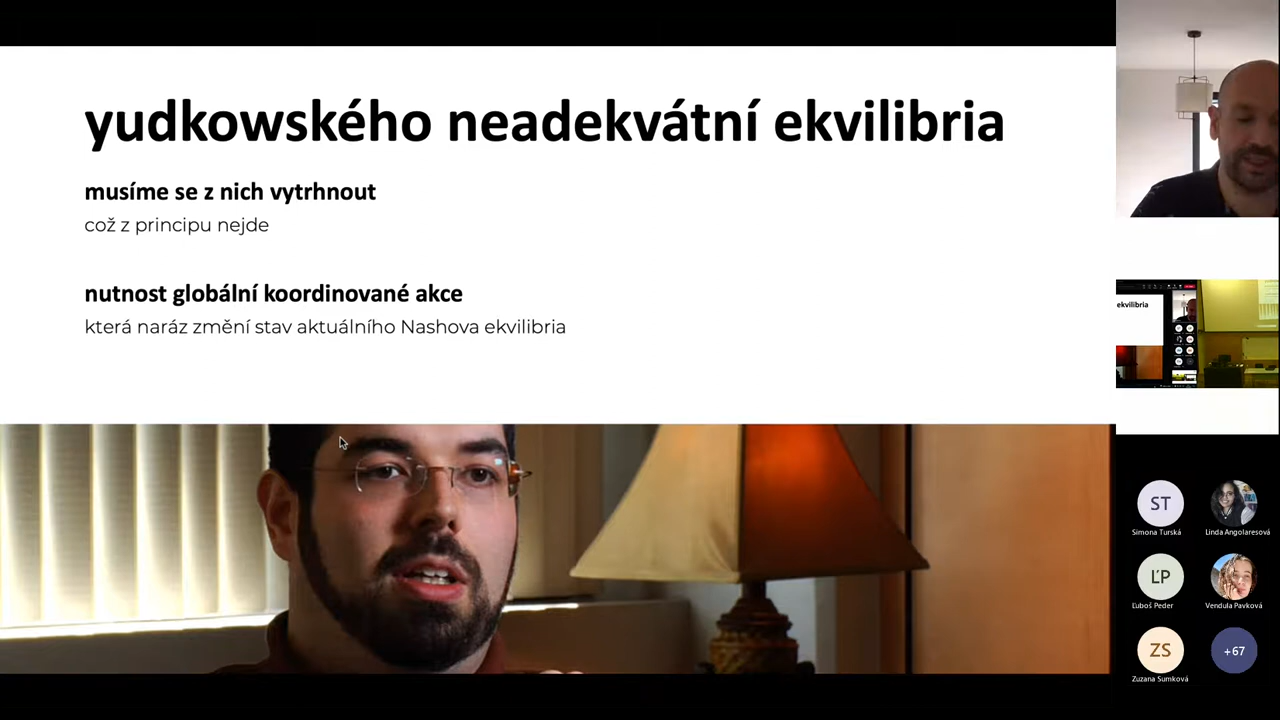 yudkowského neadekvátní ekvilibria
musíme se z nich vytrhnout
což z principu nejde
nutnost globální koordinované akce
která naráz změní stav aktuálního Nashova ekvilibria
ekvilibria
ST
Simona Turská
Linda Angolaresová
ĽP
Ľuboš Peder
Vendula Pavková
ZS
Zuzana Sumková
+67